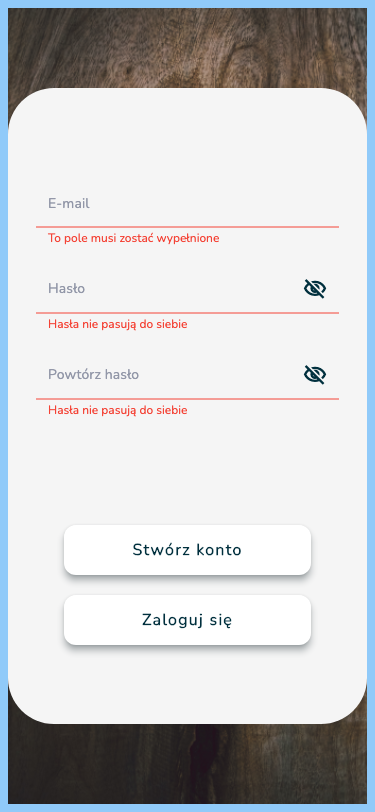 E-mail
To pole musi zostać wypełnione
Hasło
Hasła nie pasują do siebie
Powtórz hasło
Hasła nie pasują do siebie
Stwórz konto
Zaloguj się